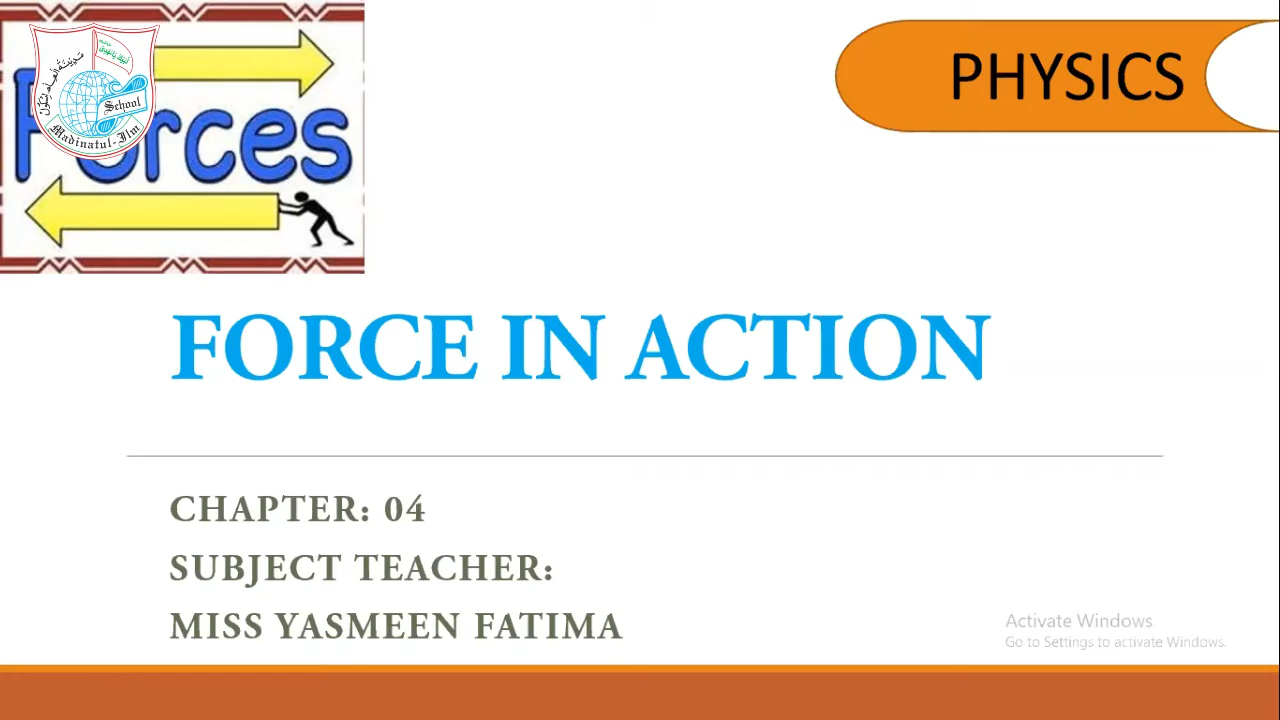 PHYSICS
Forces
School
Madinatul-Ilm
FORCE IN ACTION
CHAPTER: 04
SUBJECT TEACHER:
MISS YASMEEN FATIMA
Activate Windows
Go to Settings to activate Windows.